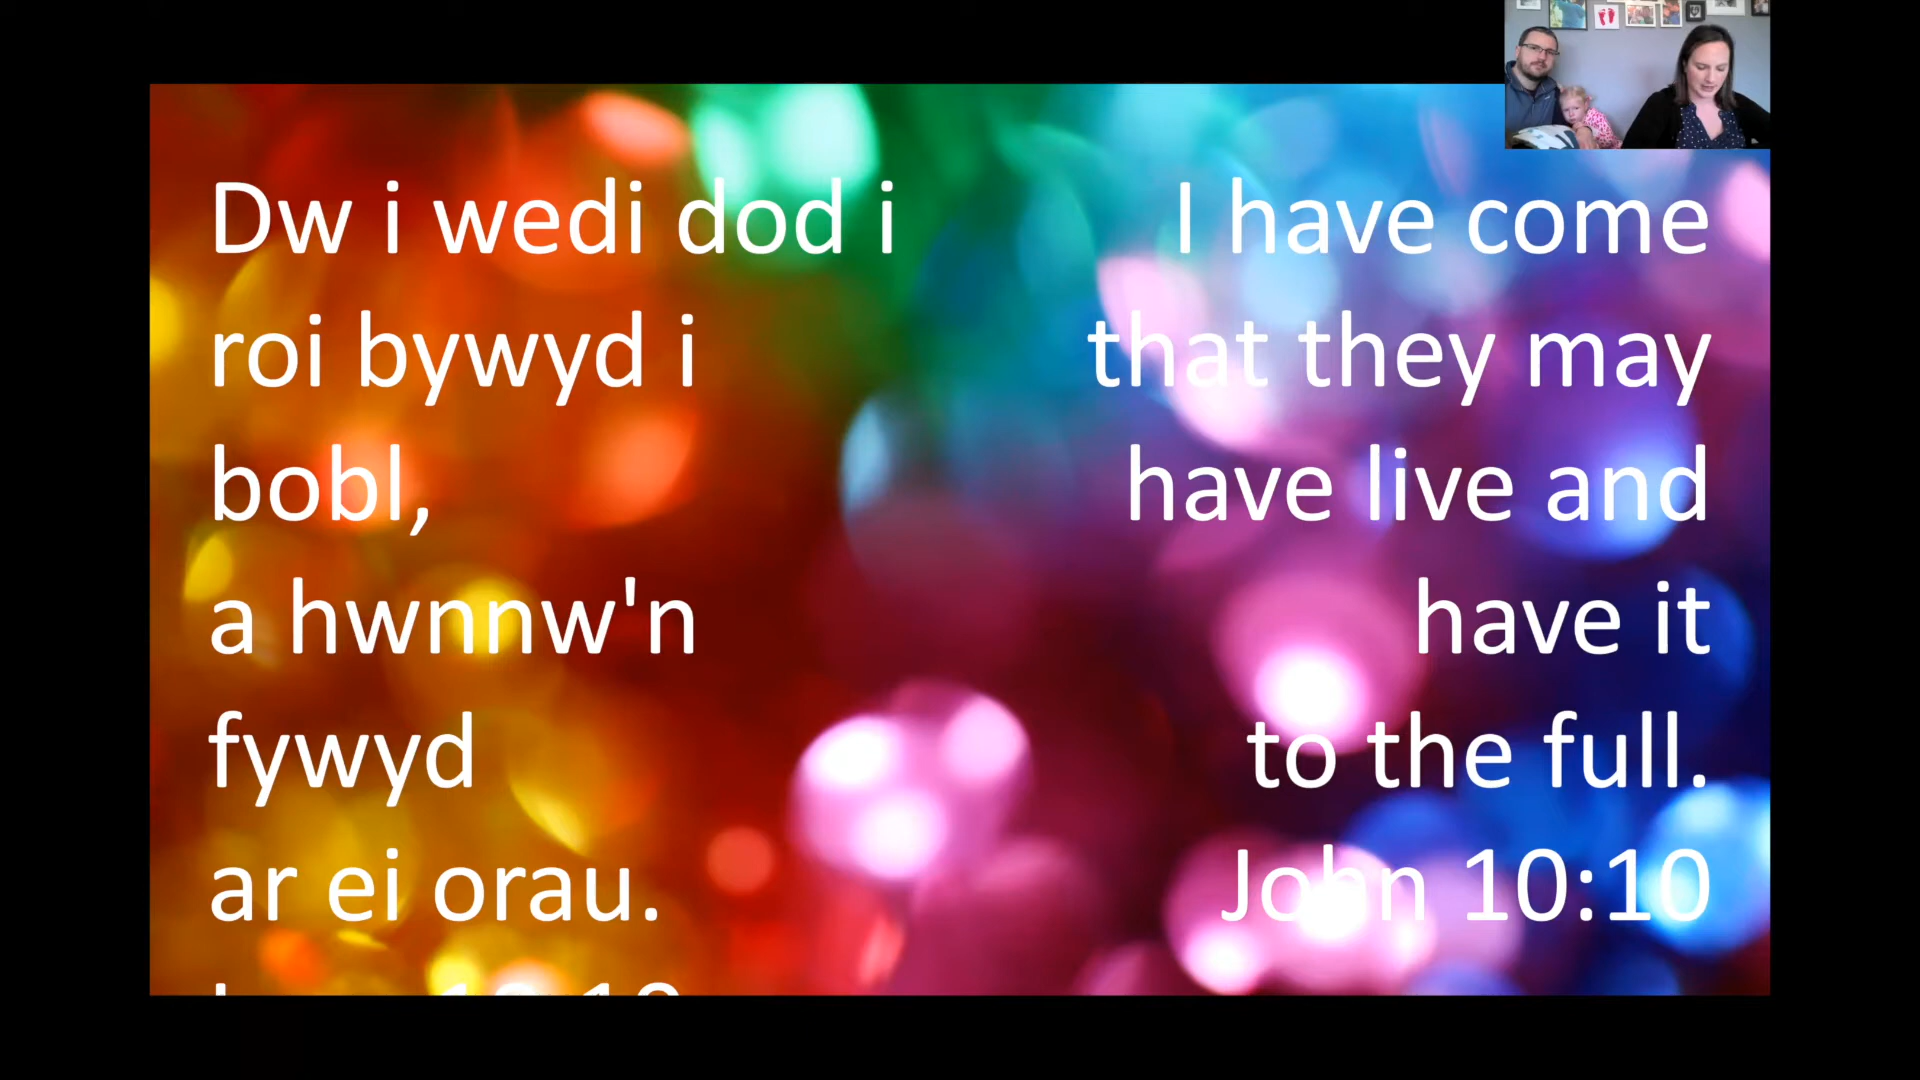 Dw i wedi dod i
roi bywyd i
bobl,
a hwnnw'n
fywyd
ar ei orau.
I have come
that they may
have live and
have it
to the full.
John 10:10